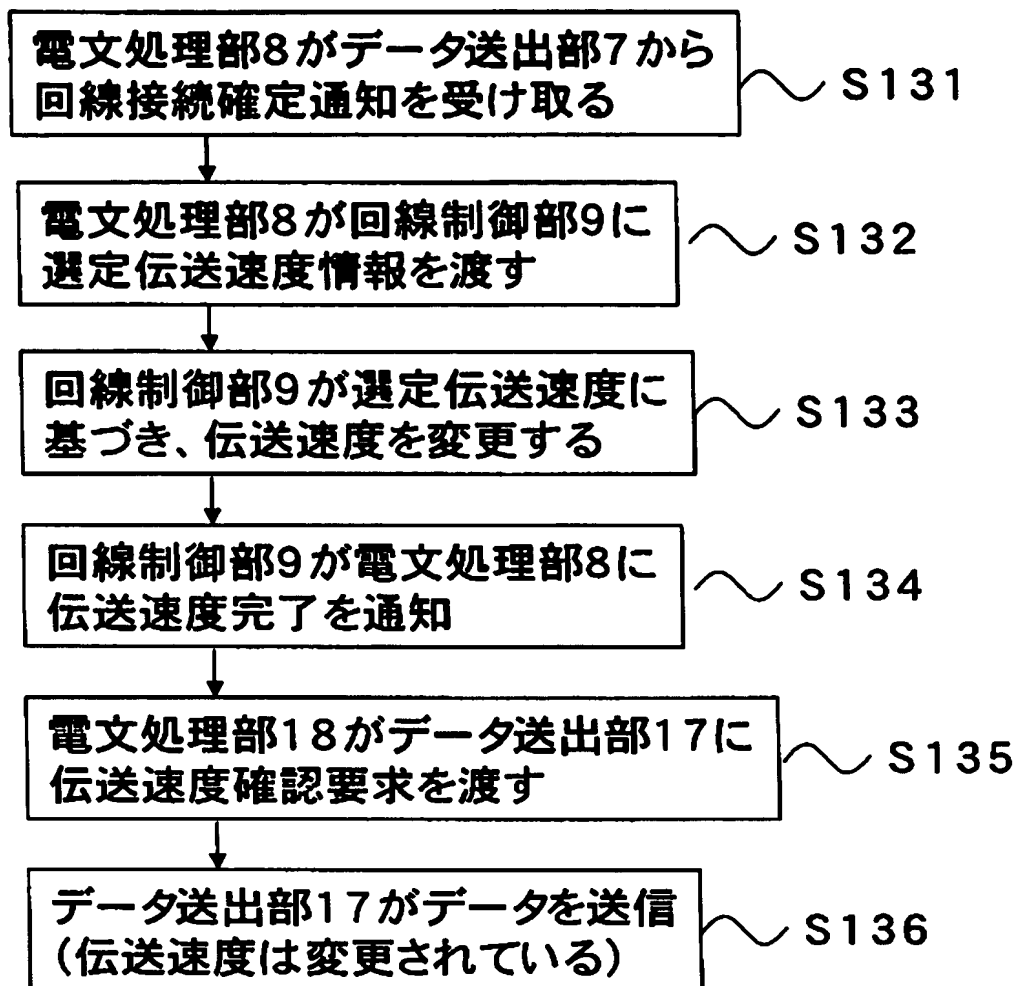 電文処理部8がデータ送出部7から
回線接続確定通知を受け取る
S131
電文処理部8が回線制御部9に
選定伝送速度情報を渡す
S132
回線制御部9が選定伝送速度に
基づき、伝送速度を変更する
S133
回線制御部9が電文処理部8に
伝送速度完了を通知
S134
電文処理部18がデータ送出部17に
伝送速度確認要求を渡す
S135
データ送出部17がデータを送信
(伝送速度は変更されている)
S136